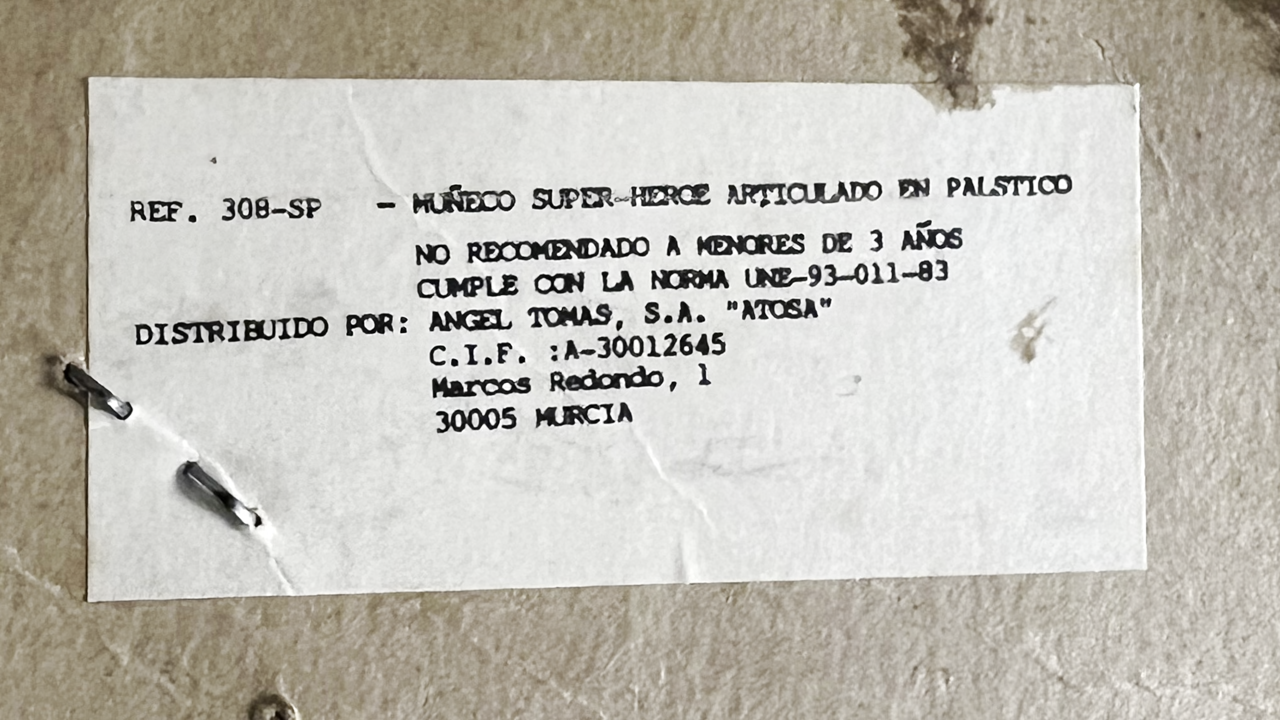 REF. 308-SP - MUÑECO SUPER-HEROE ARTICULADO EN PALSTICO
NO RECOMENDADO A MENORES DE 3 AÑOS
CUMPLE CON LA NORMA UNE-93-011-83
DISTRIBUIDO POR: ANGEL TOMAS, S.A. "ATOSA"
C.I.F. :A-30012645
Marcos Redondo, 1
30005 MURCIA